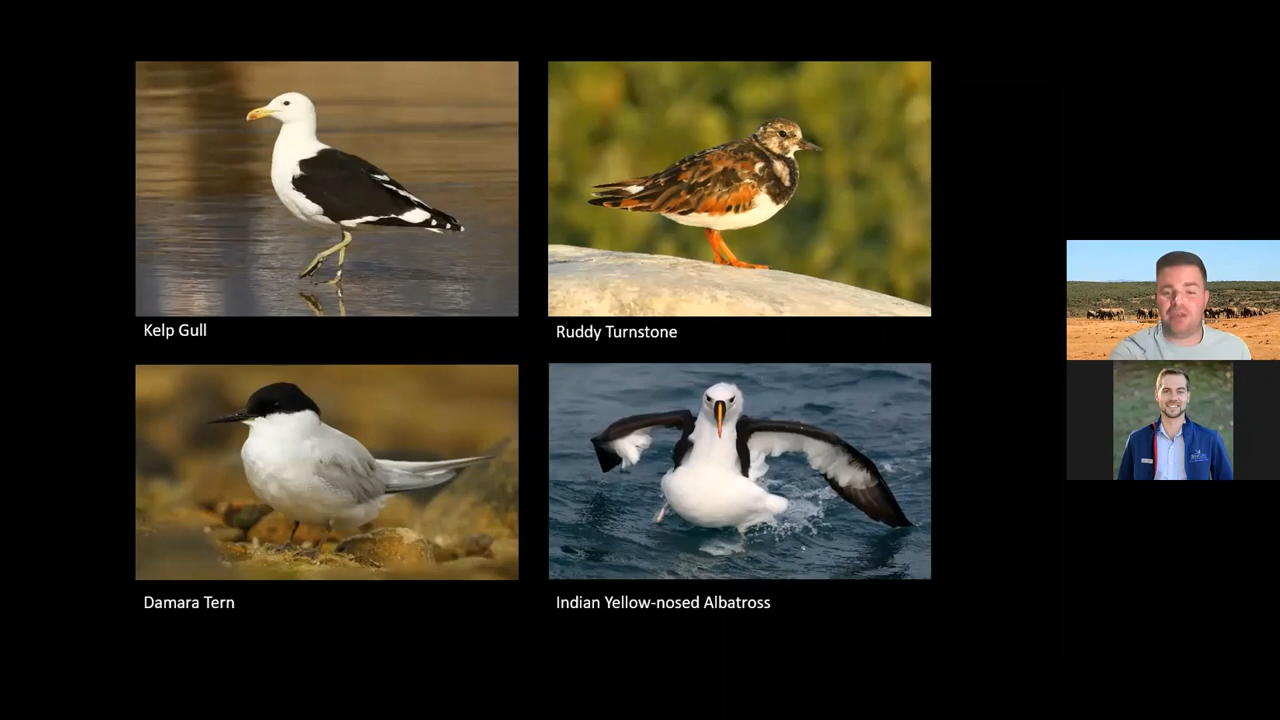 Kelp Gull
Ruddy Turnstone
Damara Tern
Indian Yellow-nosed Albatross